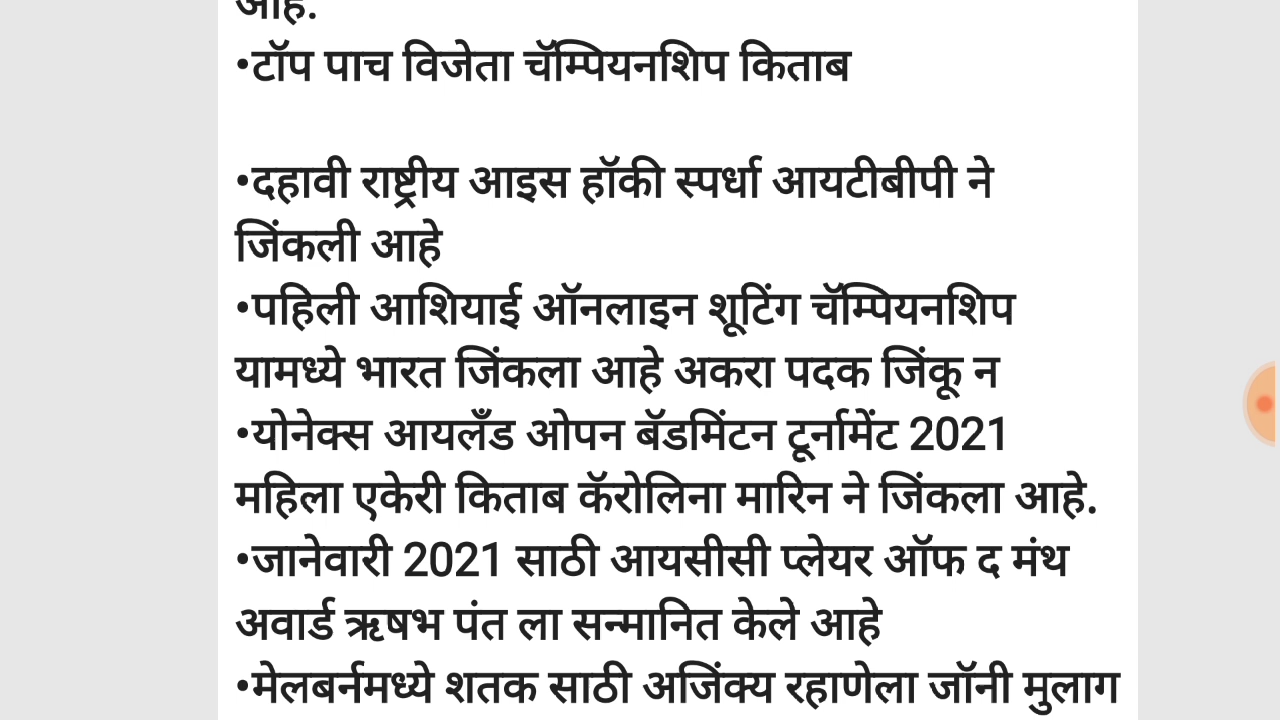 आहे.
•टॉप पाच विजेता चॅम्पियनशिप किताब
•दहावी राष्ट्रीय आइस हॉकी स्पर्धा आयटीबीपी ने
जिंकली आहे
•पहिली आशियाई ऑनलाइन शूटिंग चॅम्पियनशिप
यामध्ये भारत जिंकला आहे अकरा पदक जिंकू न
•योनेक्स आयलँड ओपन बॅडमिंटन टूर्नामेंट 2021
महिला एकेरी किताब कॅरोलिना मारिन ने जिंकला आहे.
•जानेवारी 2021 साठी आयसीसी प्लेयर ऑफ द मंथ
अवार्ड ऋषभ पंत ला सन्मानित केले आहे
•मेलबर्नमध्ये शतक साठी अजिंक्य रहाणेला जॉनी मुलाग